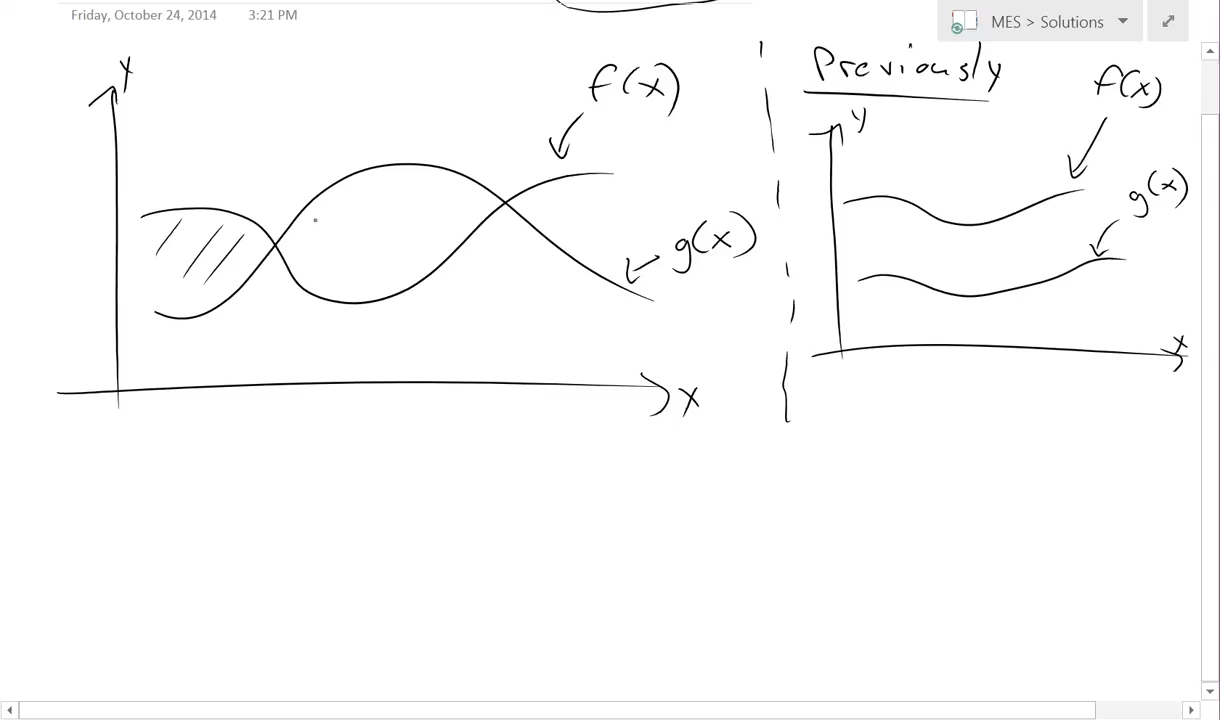 Friday, October 24, 2014 3:21 PM
MES > Solutions
y
f(x)
g(x)
x
Previously
y
f(x)
g(x)
x